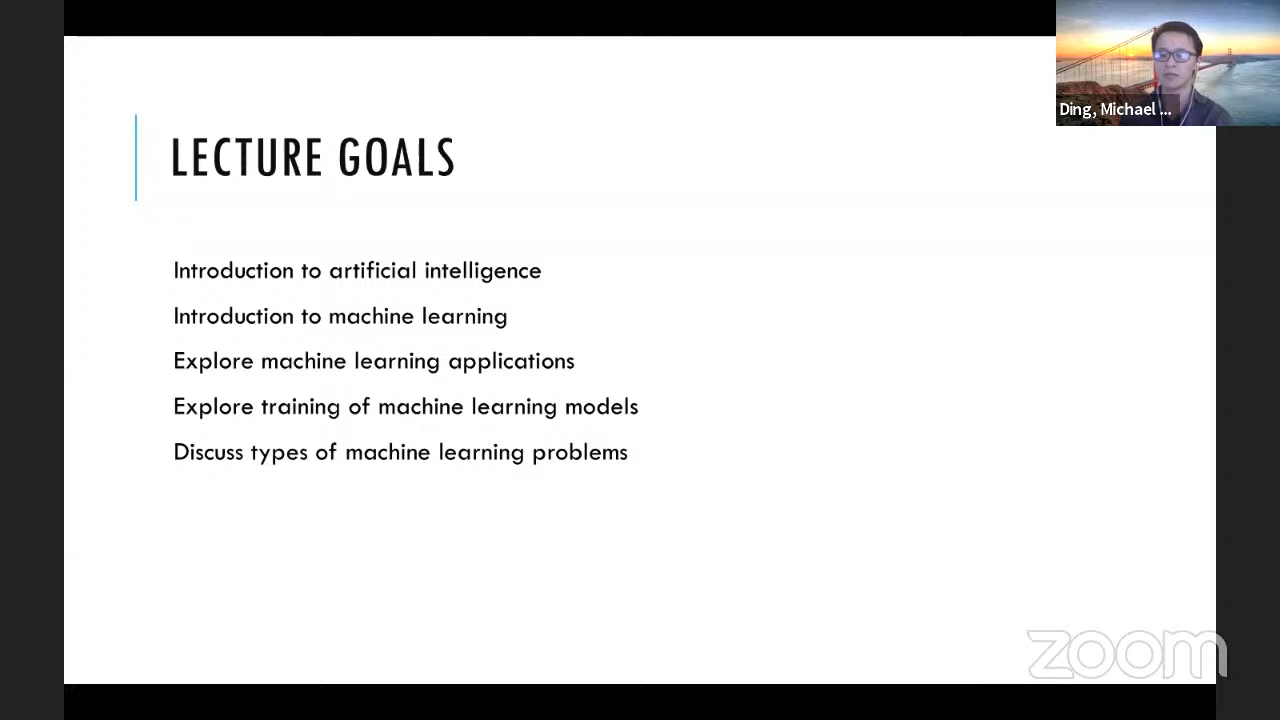 Ding, Michael ...
LECTURE GOALS
Introduction to artificial intelligence
Introduction to machine learning
Explore machine learning applications
Explore training of machine learning models
Discuss types of machine learning problems
zoom